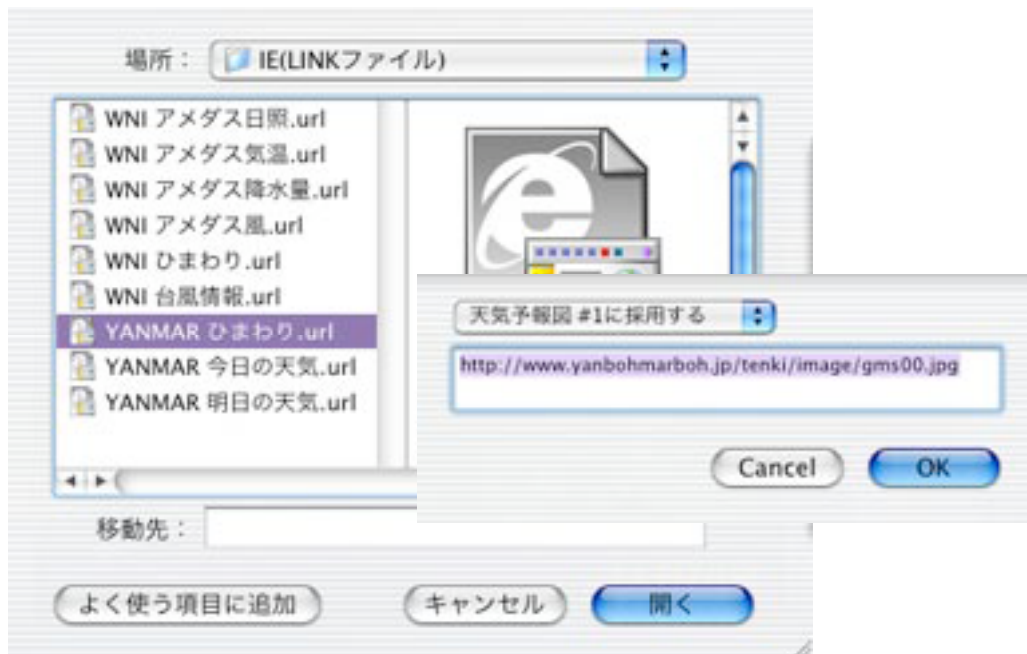 場所： IE(LINKファイル)
WNI アメダス日照.url
WNI アメダス気温.url
WNI アメダス降水量.url
WNI アメダス風.url
WNI ひまわり.url
WNI 台風情報.url
YANMAR ひまわり.url
YANMAR 今日の天気.url
YANMAR 明日の天気.url
天気予報図 #1に採用する
http://www.yanbohmarboh.jp/tenki/image/gms00.jpg
Cancel OK
移動先：
よく使う項目に追加 キャンセル 開く